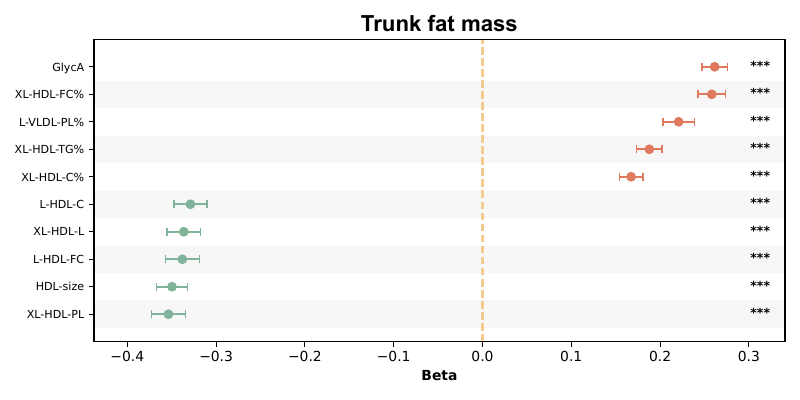 Trunk fat mass
GlycA ***
XL-HDL-FC% ***
L-VLDL-PL% ***
XL-HDL-TG% ***
XL-HDL-C% ***
L-HDL-C ***
XL-HDL-L ***
L-HDL-FC ***
HDL-size ***
XL-HDL-PL ***
−0.4 −0.3 −0.2 −0.1 0.0 0.1 0.2 0.3
Beta